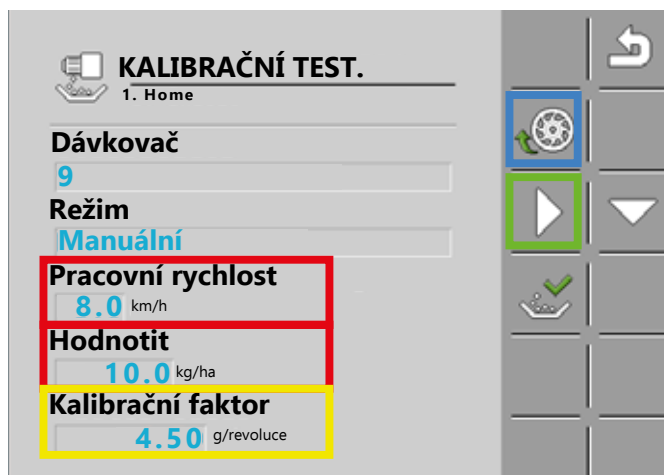 KALIBRAČNÍ TEST.
1. Home
Dávkovač
9
Režim
Manuální
Pracovní rychlost
8.0 km/h
Hodnotit
10.0 kg/ha
Kalibrační faktor
4.50 g/revoluce